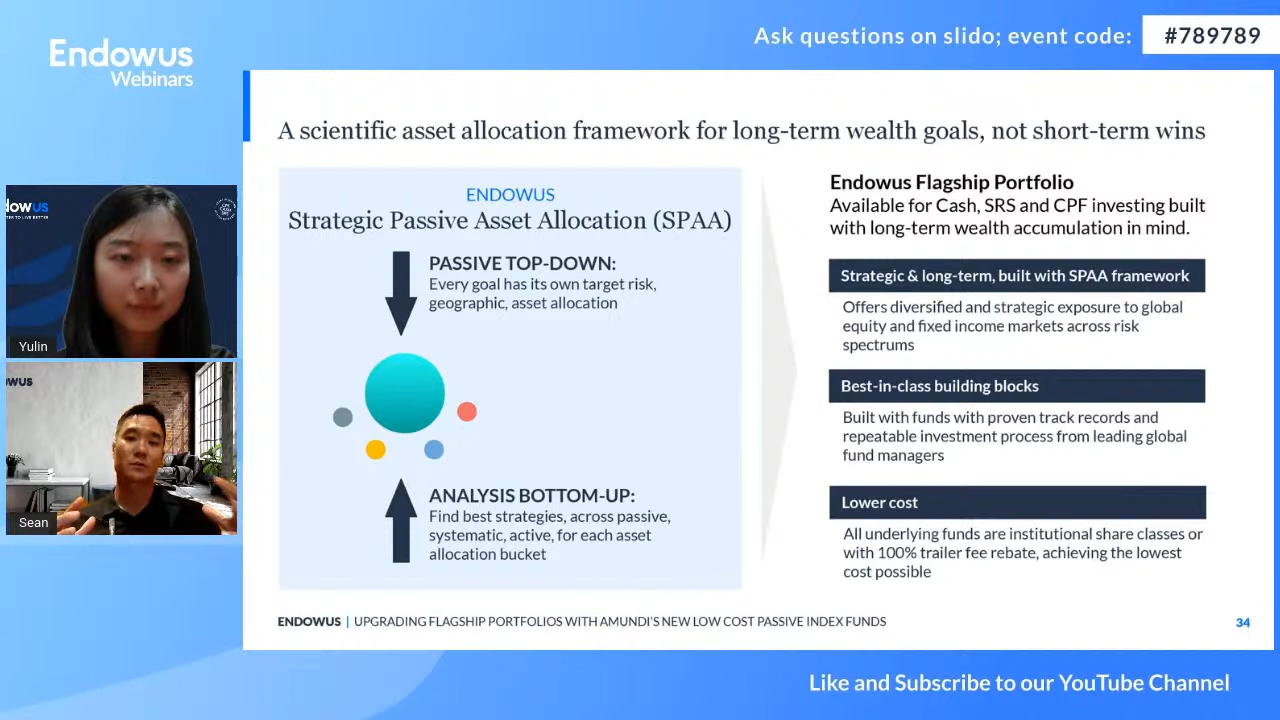 Endowus
Webinars
Ask questions on slido; event code:
#789789
A scientific asset allocation framework for long-term wealth goals, not short-term wins
ENDOWUS
Strategic Passive Asset Allocation (SPAA)
PASSIVE TOP-DOWN:
Every goal has its own target risk,
geographic, asset allocation
ANALYSIS BOTTOM-UP:
Find best strategies, across passive,
systematic, active, for each asset
allocation bucket
Endowus Flagship Portfolio
Available for Cash, SRS and CPF investing built
with long-term wealth accumulation in mind.
Strategic & long-term, built with SPAA framework
Offers diversified and strategic exposure to global
equity and fixed income markets across risk
spectrums
Best-in-class building blocks
Built with funds with proven track records and
repeatable investment process from leading global
fund managers
Lower cost
All underlying funds are institutional share classes or
with 100% trailer fee rebate, achieving the lowest
cost possible
ENDOWUS | UPGRADING FLAGSHIP PORTFOLIOS WITH AMUNDI'S NEW LOW COST PASSIVE INDEX FUNDS
34
dowus
Yulin
owus
Sean
Like and Subscribe to our YouTube Channel